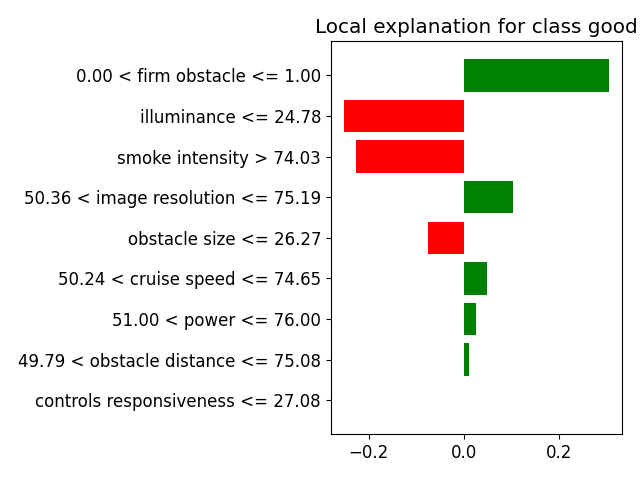 Local explanation for class good
0.00 < firm obstacle <= 1.00
illuminance <= 24.78
smoke intensity > 74.03
50.36 < image resolution <= 75.19
obstacle size <= 26.27
50.24 < cruise speed <= 74.65
51.00 < power <= 76.00
49.79 < obstacle distance <= 75.08
controls responsiveness <= 27.08
−0.2 0.0 0.2